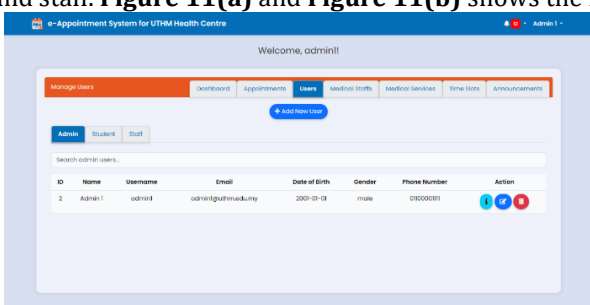 Figure 11(a) and Figure 11(b) shows the
e-Appointment System for UTHM Health Centre
Admin 1
Welcome, admin1!
Manage Users Dashboard Appointments Users Medical Staffs Medical Services Time Slots Announcements
+ Add New User
Admin Student Staff
Search admin users...
ID Name Username Email Date of Birth Gender Phone Number Action
2 Admin 1 admin1 admin1@uthm.edu.my 2001-01-01 male